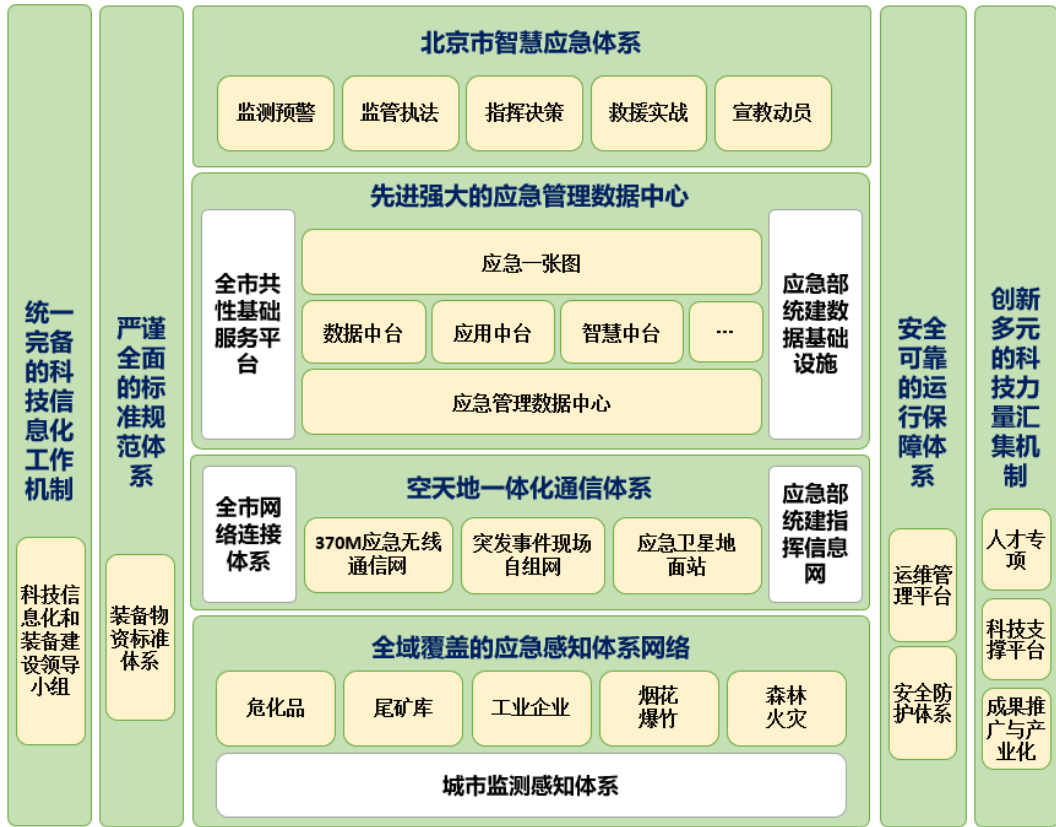 统一
完备
的科
技信
息化
工作
机制
科技信
息化和
装备建
设领导
小组
严谨
全面
的标
准规
范体
系
装备物
资标准
体系
北京市智慧应急体系
监测预警
监管执法
指挥决策
救援实战
宣教动员
先进强大的应急管理数据中心
全市共
性基础
服务平
台
应急一张图
数据中台
应用中台
智慧中台
...
应急管理数据中心
应急部
统建数
据基础
设施
空天地一体化通信体系
全市网
络连接
体系
370M应急无线
通信网
突发事件现场
自组网
应急卫星地
面站
应急部
统建指
挥信息
网
全域覆盖的应急感知体系网络
危化品
尾矿库
工业企业
烟花
爆竹
森林
火灾
城市监测感知体系
安全
可靠
的运
行保
障体
系
运维管
理平台
安全防
护体系
创新
多元
的科
技力
量汇
集机
制
人才专
项
科技支
撑平台
成果推
广与产
业化